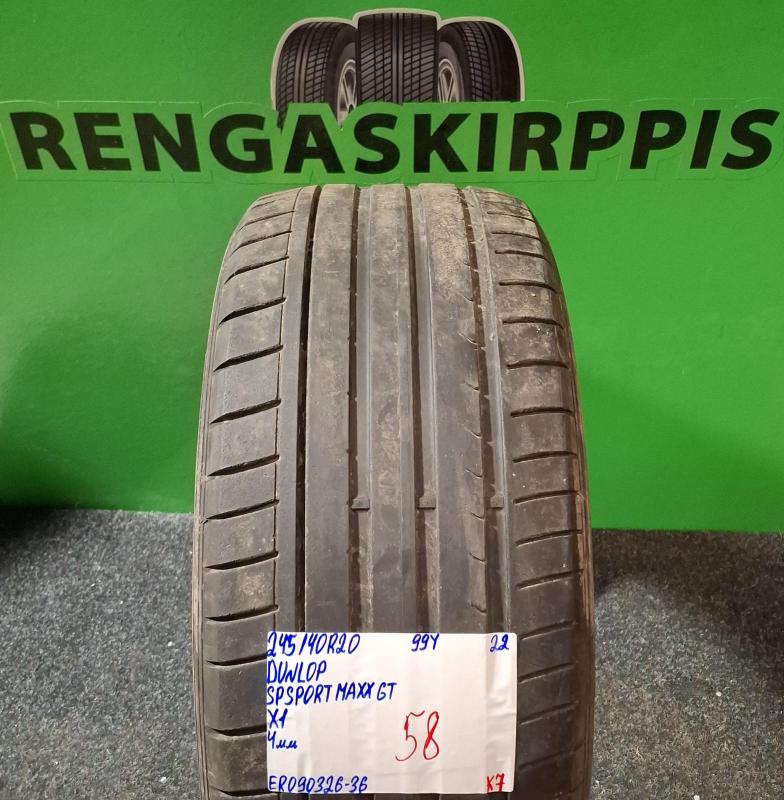 RENGASKIRPPIS
245/40R20 99Y 22
DUNLOP
SPSPORT MAXX GT
X1
4мм
58
ER090326-36 K7